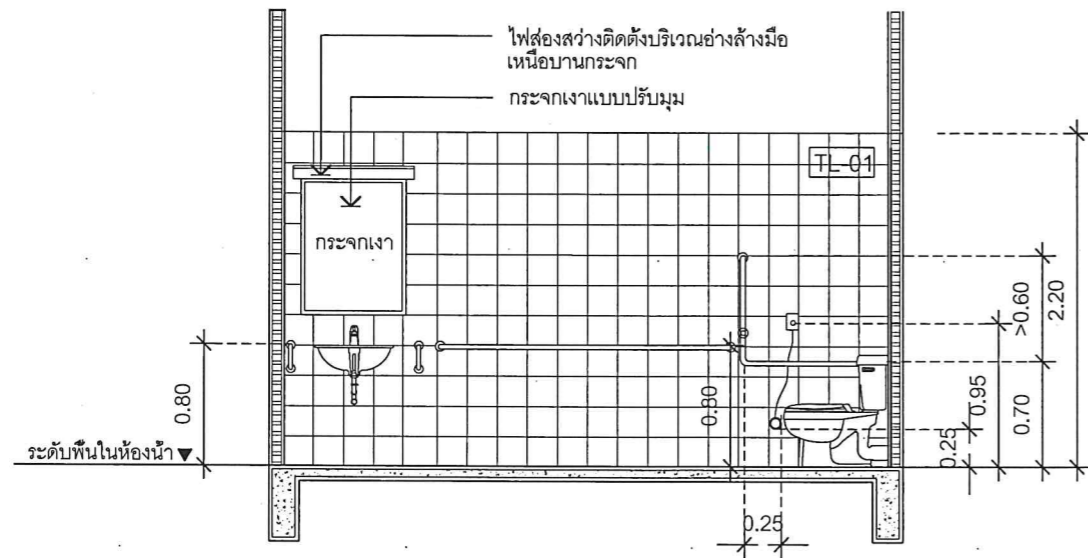 ไฟส่องสว่างติดตั้งบริเวณอ่างล้างมือ
เหนือบานกระจก
กระจกเงาแบบปรับมุม
TL-01
กระจกเงา
>0.60
2.20
0.80
0.80
0.95
0.70
0.25
ระดับพื้นในห้องน้ำ
0.25